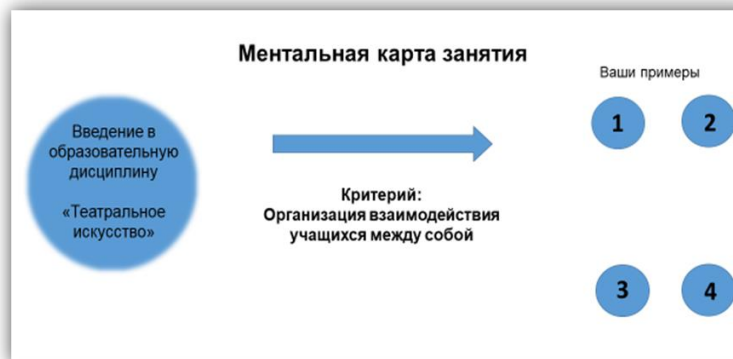 Ментальная карта занятия
Ваши примеры
Введение в
образовательную
дисциплину
«Театральное
искусство»
Критерий:
Организация взаимодействия
учащихся между собой
1
2
3
4